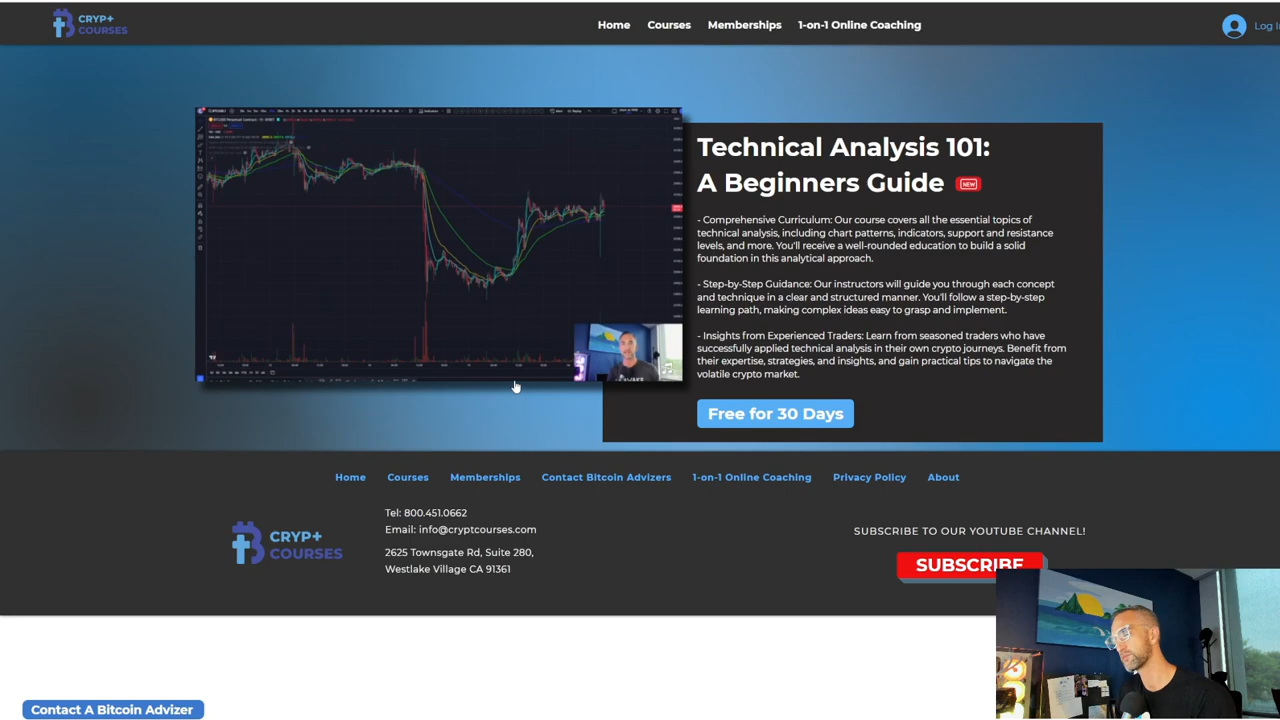 CRYP+
COURSES
Home
Courses
Memberships
1-on-1 Online Coaching
Log I
Technical Analysis 101:
A Beginners Guide NEW
- Comprehensive Curriculum: Our course covers all the essential topics of
technical analysis, including chart patterns, indicators, support and resistance
levels, and more. You'll receive a well-rounded education to build a solid
foundation in this analytical approach.
- Step-by-Step Guidance: Our instructors will guide you through each concept
and technique in a clear and structured manner. You'll follow a step-by-step
learning path, making complex ideas easy to grasp and implement.
- Insights from Experienced Traders: Learn from seasoned traders who have
successfully applied technical analysis in their own crypto journeys. Benefit from
their expertise, strategies, and insights, and gain practical tips to navigate the
volatile crypto market.
Free for 30 Days
Home
Courses
Memberships
Contact Bitcoin Advizers
1-on-1 Online Coaching
Privacy Policy
About
CRYP+
COURSES
Tel: 800.451.0662
Email: info@cryptcourses.com
2625 Townsgate Rd, Suite 280,
Westlake Village CA 91361
SUBSCRIBE TO OUR YOUTUBE CHANNEL!
SUBSCRIBE
Contact A Bitcoin Advizer